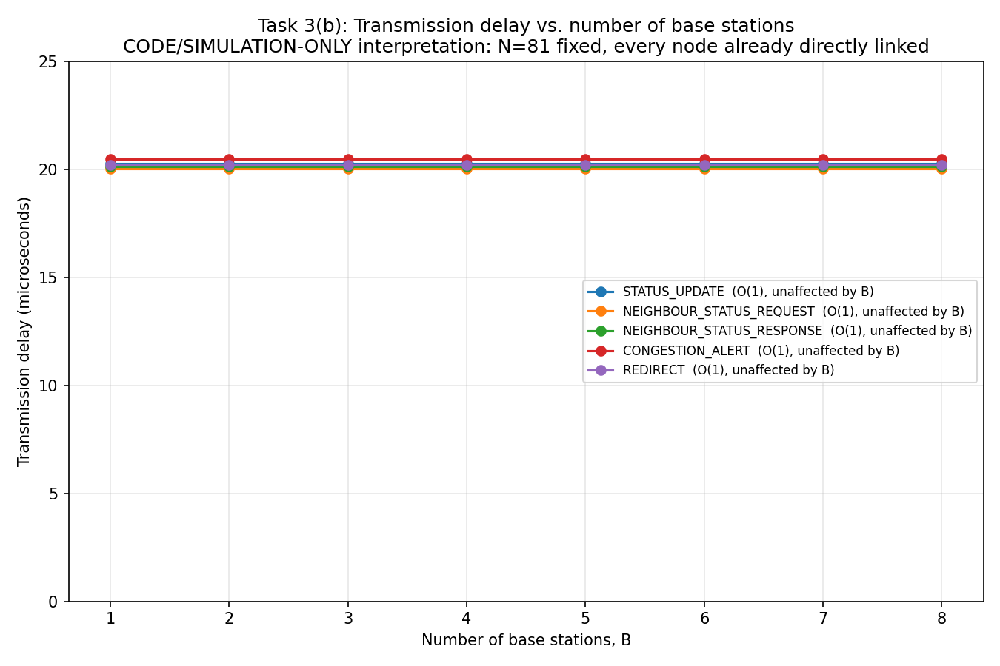 Task 3(b): Transmission delay vs. number of base stations
CODE/SIMULATION-ONLY interpretation: N=81 fixed, every node already directly linked
Transmission delay (microseconds)
25
20
15
10
5
0
STATUS_UPDATE  (O(1), unaffected by B)
NEIGHBOUR_STATUS_REQUEST  (O(1), unaffected by B)
NEIGHBOUR_STATUS_RESPONSE  (O(1), unaffected by B)
CONGESTION_ALERT  (O(1), unaffected by B)
REDIRECT  (O(1), unaffected by B)
1 2 3 4 5 6 7 8
Number of base stations, B